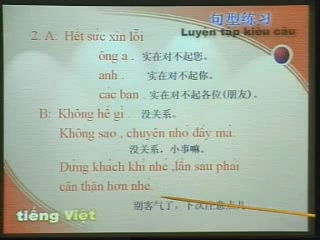 句型练习
Luyện tập kiểu câu
2. A: Hết sức xin lỗi
ông ạ. 实在对不起您。
anh. 实在对不起你。
các bạn. 实在对不起各位(朋友)。
B: Không hề gì. 没关系。
Không sao, chuyện nhỏ đấy mà.
没关系,小事嘛。
Đừng khách khí nhé, lần sau phải
cẩn thận hơn nhé.
别客气了。下次注意点儿
tiếng Việt